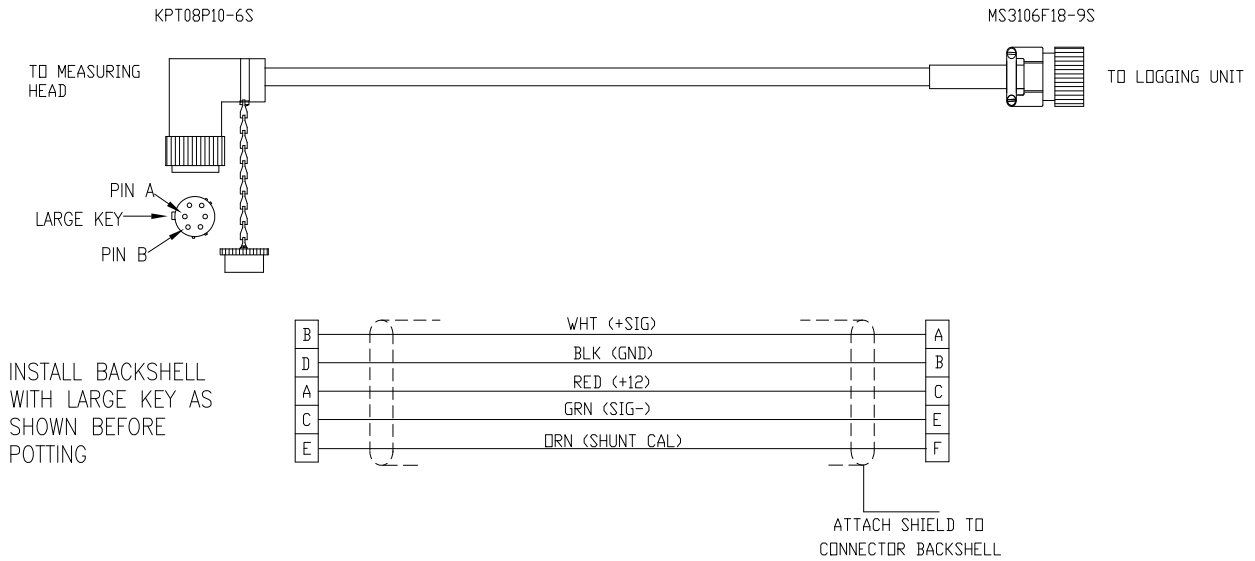 KPT08P10-6S
MS3106F18-9S
TO MEASURING
HEAD
TO LOGGING UNIT
PIN A
LARGE KEY
PIN B
INSTALL BACKSHELL
WITH LARGE KEY AS
SHOWN BEFORE
POTTING
B WHT (+SIG) A
D BLK (GND) B
A RED (+12) C
C GRN (SIG-) E
E ORN (SHUNT CAL) F
ATTACH SHIELD TO
CONNECTOR BACKSHELL